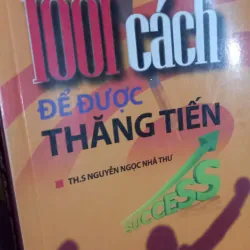 1001 cách
ĐỂ ĐƯỢC
THĂNG TIẾN
TH.S NGUYỄN NGỌC NHÃ THƯ
SUCCESS